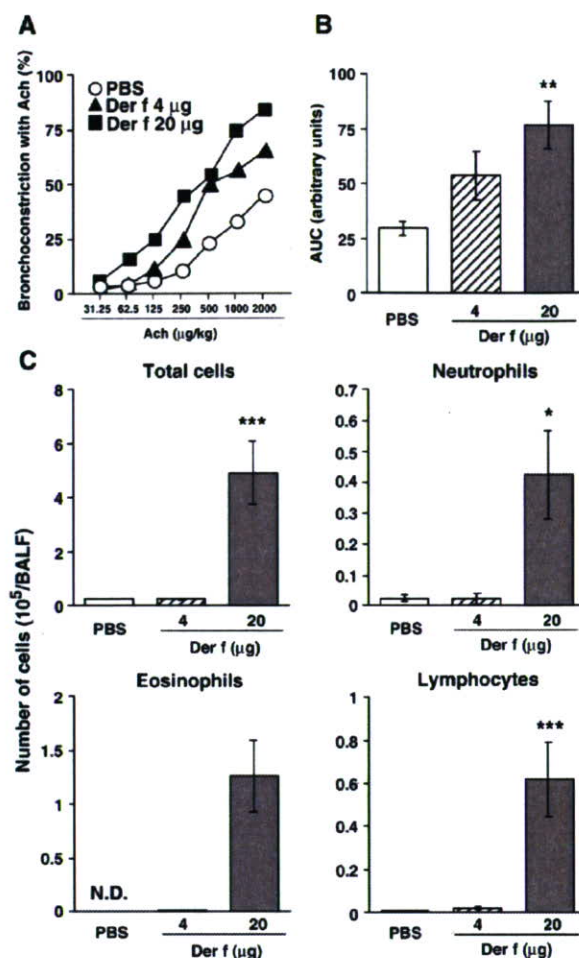 A
Bronchoconstriction with Ach (%)
100
75
50
25
0
PBS
Der f 4 μg
Der f 20 μg
31.25 62.5 125 250 500 1000 2000
Ach (μg/kg)
B
AUC (arbitrary units)
100
75
50
25
0
**
PBS 4 20
Der f (μg)
C
Number of cells (10⁵/BALF)
Total cells
8
6
4
2
0
***
PBS 4 20
Der f (μg)
Neutrophils
0.7
0.6
0.5
0.4
0.3
0.2
0.1
0
*
PBS 4 20
Der f (μg)
Eosinophils
2
1.5
1
0.5
0
N.D.
PBS 4 20
Der f (μg)
Lymphocytes
1
0.8
0.6
0.4
0.2
0
***
PBS 4 20
Der f (μg)